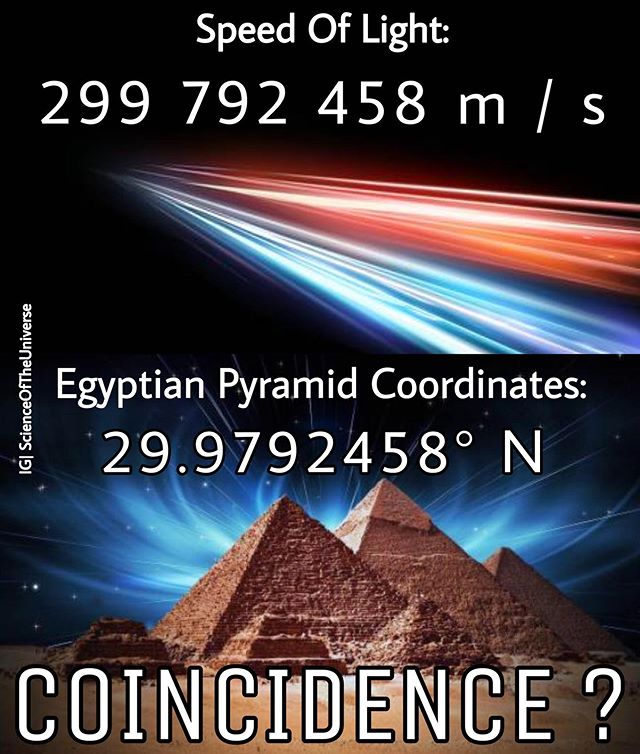 Speed Of Light:
299 792 458 m / s
IG| ScienceOfTheUniverse
Egyptian Pyramid Coordinates:
29.9792458° N
COINCIDENCE ?